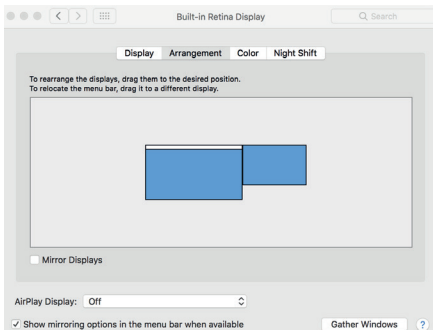 Built-in Retina Display
Search
Display Arrangement Color Night Shift
To rearrange the displays, drag them to the desired position.
To relocate the menu bar, drag it to a different display.
Mirror Displays
AirPlay Display: Off
Show mirroring options in the menu bar when available
Gather Windows
?